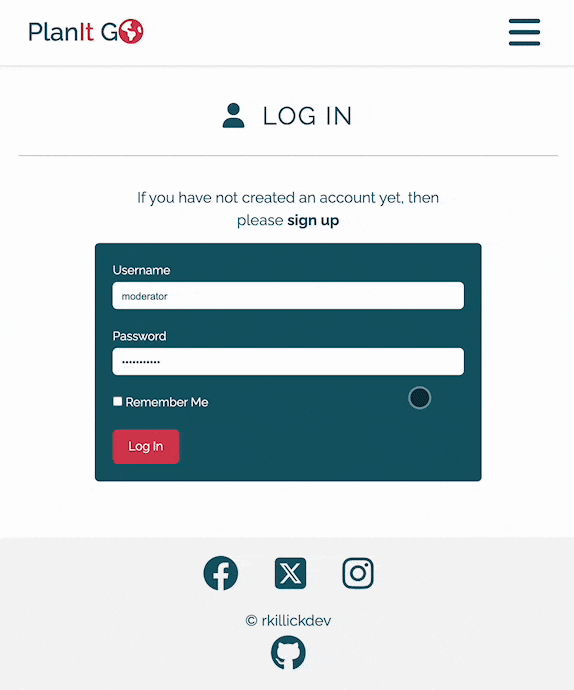 PlanIt GO
LOG IN
If you have not created an account yet, then
please sign up
Username
moderator
Password
•••••••••••
Remember Me
Log In
© rkillickdev